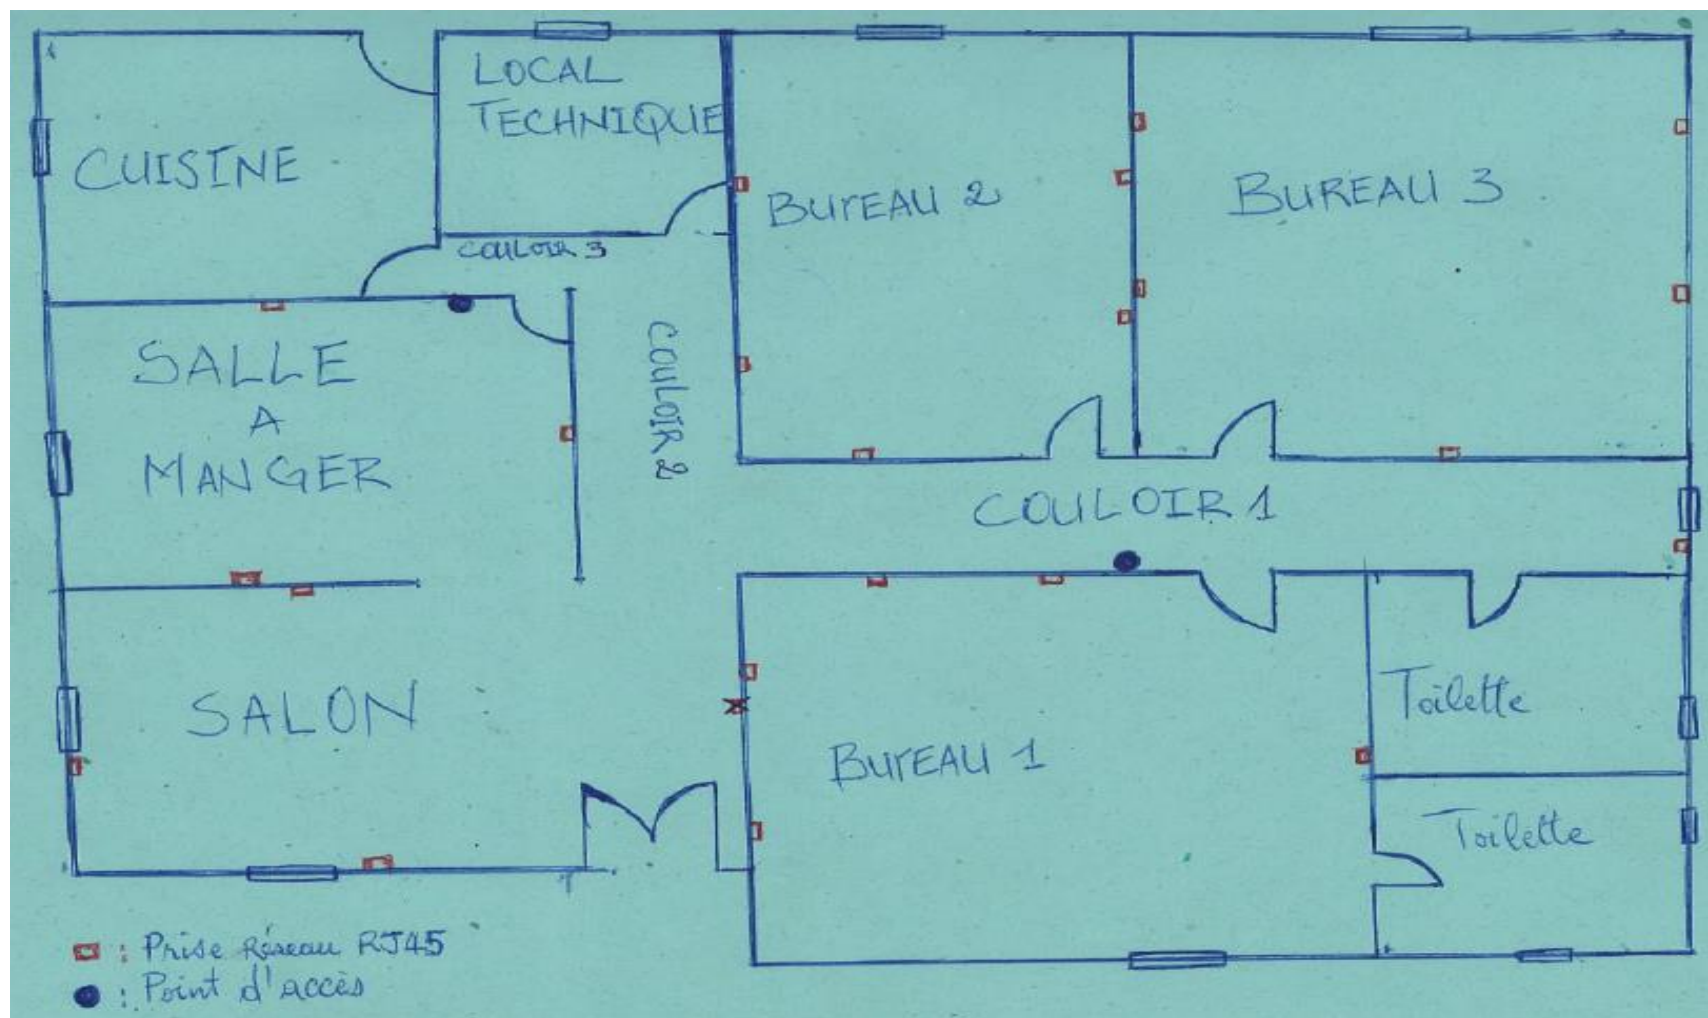 LOCAL
TECHNIQUE
CUISINE
BUrEAU 2
BUREAU 3
COULOIR 3
SALLE
A
MANGER
COULOIR 2
COULOIR 1
SALON
Toilette
BUrEAU 1
Toilette
: Prise Réseau RJ45
: Point d'accès